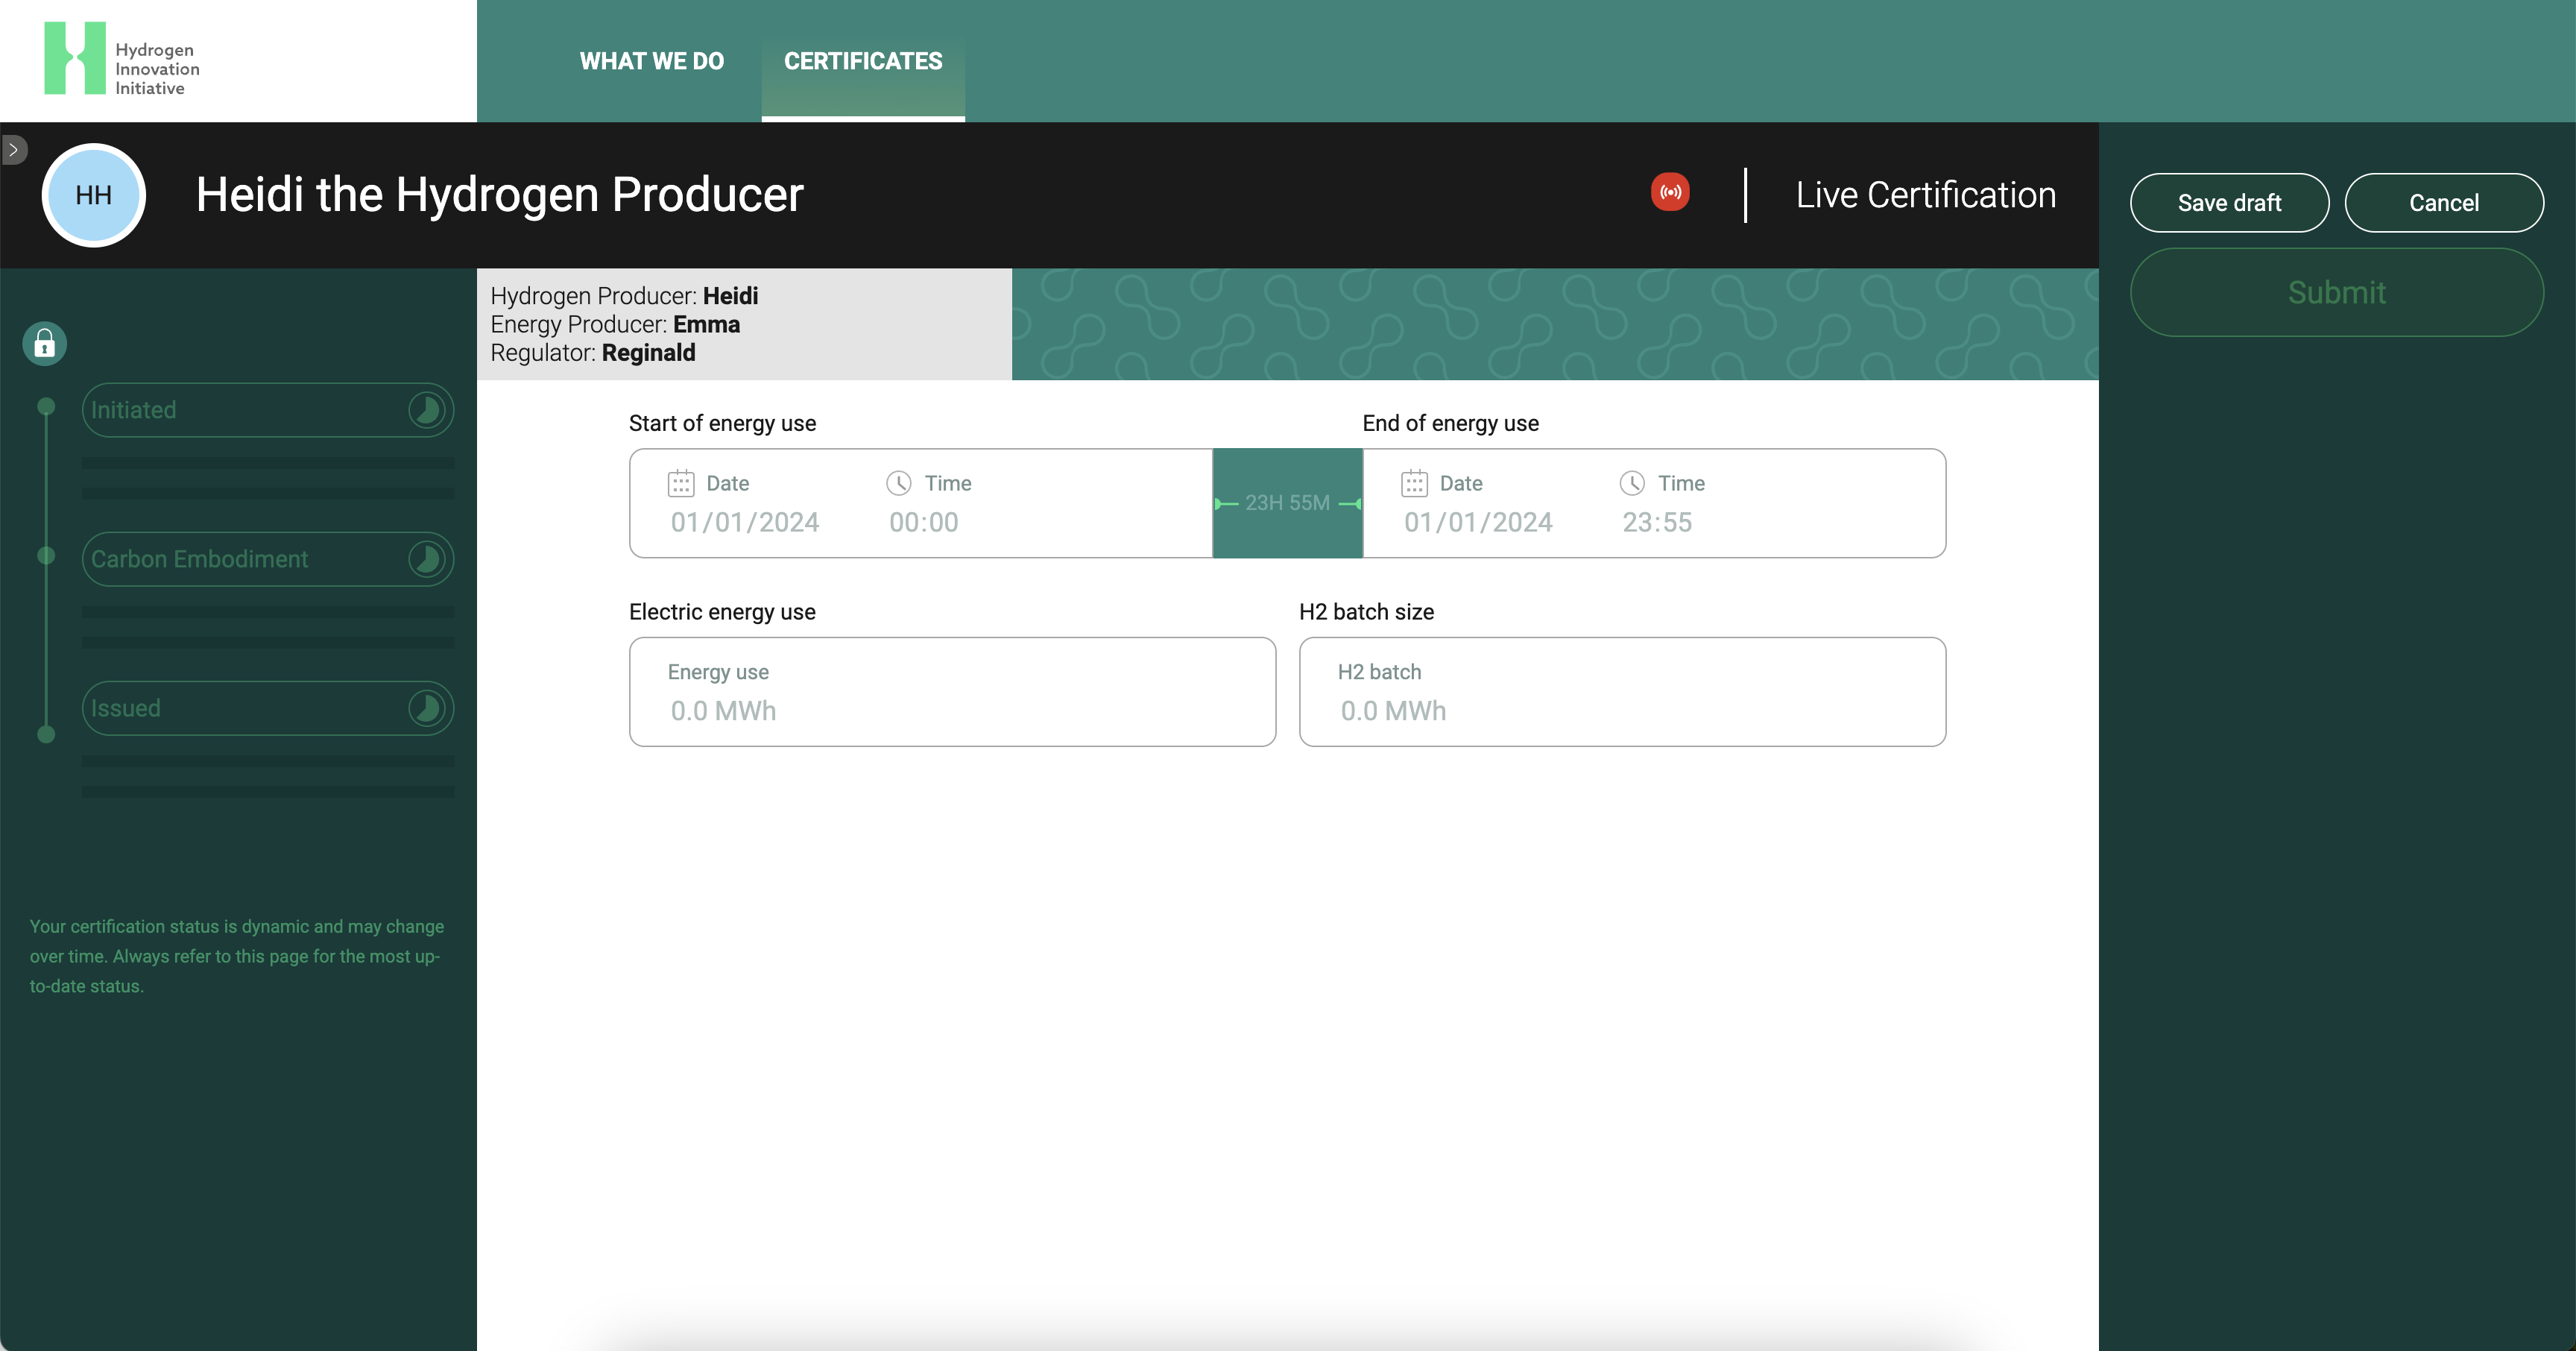 Hydrogen
Innovation
Initiative
WHAT WE DO
CERTIFICATES
HH
Heidi the Hydrogen Producer
Live Certification
Save draft
Cancel
Submit
Hydrogen Producer: Heidi
Energy Producer: Emma
Regulator: Reginald
Initiated
Carbon Embodiment
Issued
Your certification status is dynamic and may change
over time. Always refer to this page for the most up-
to-date status.
Start of energy use
Date
01/01/2024
Time
00:00
23H 55M
End of energy use
Date
01/01/2024
Time
23:55
Electric energy use
Energy use
0.0 MWh
H2 batch size
H2 batch
0.0 MWh